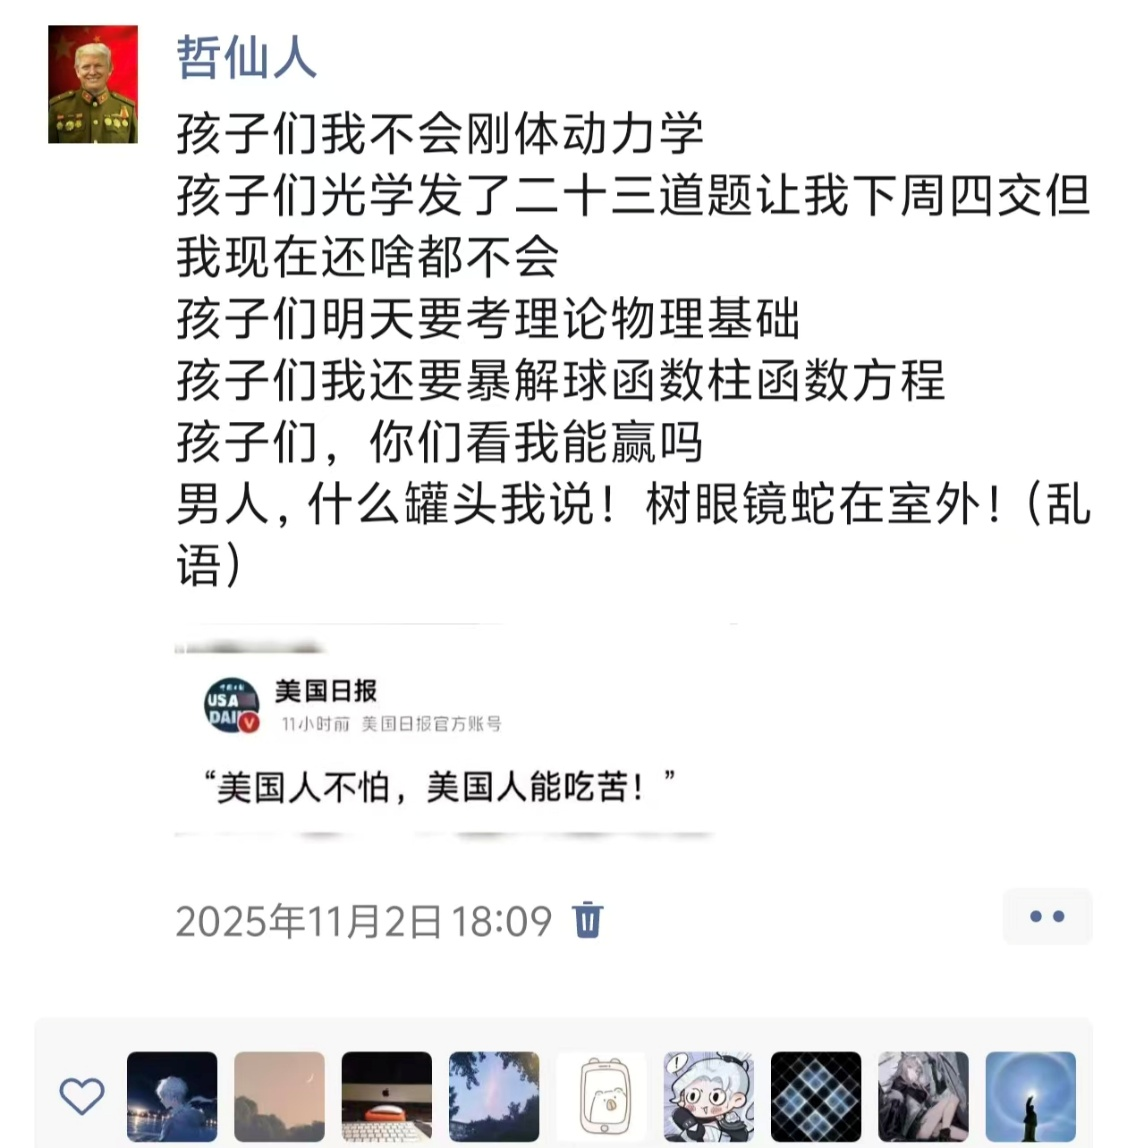 哲仙人
孩子们我不会刚体动力学
孩子们光学发了二十三道题让我下周四交但
我现在还啥都不会
孩子们明天要考理论物理基础
孩子们我还要暴解球函数柱函数方程
孩子们，你们看我能赢吗
男人，什么罐头我说！树眼镜蛇在室外！（乱
语）
USA
DAI
V
美国日报
11小时前 美国日报官方账号
“美国人不怕，美国人能吃苦！”
2025年11月2日 18:09